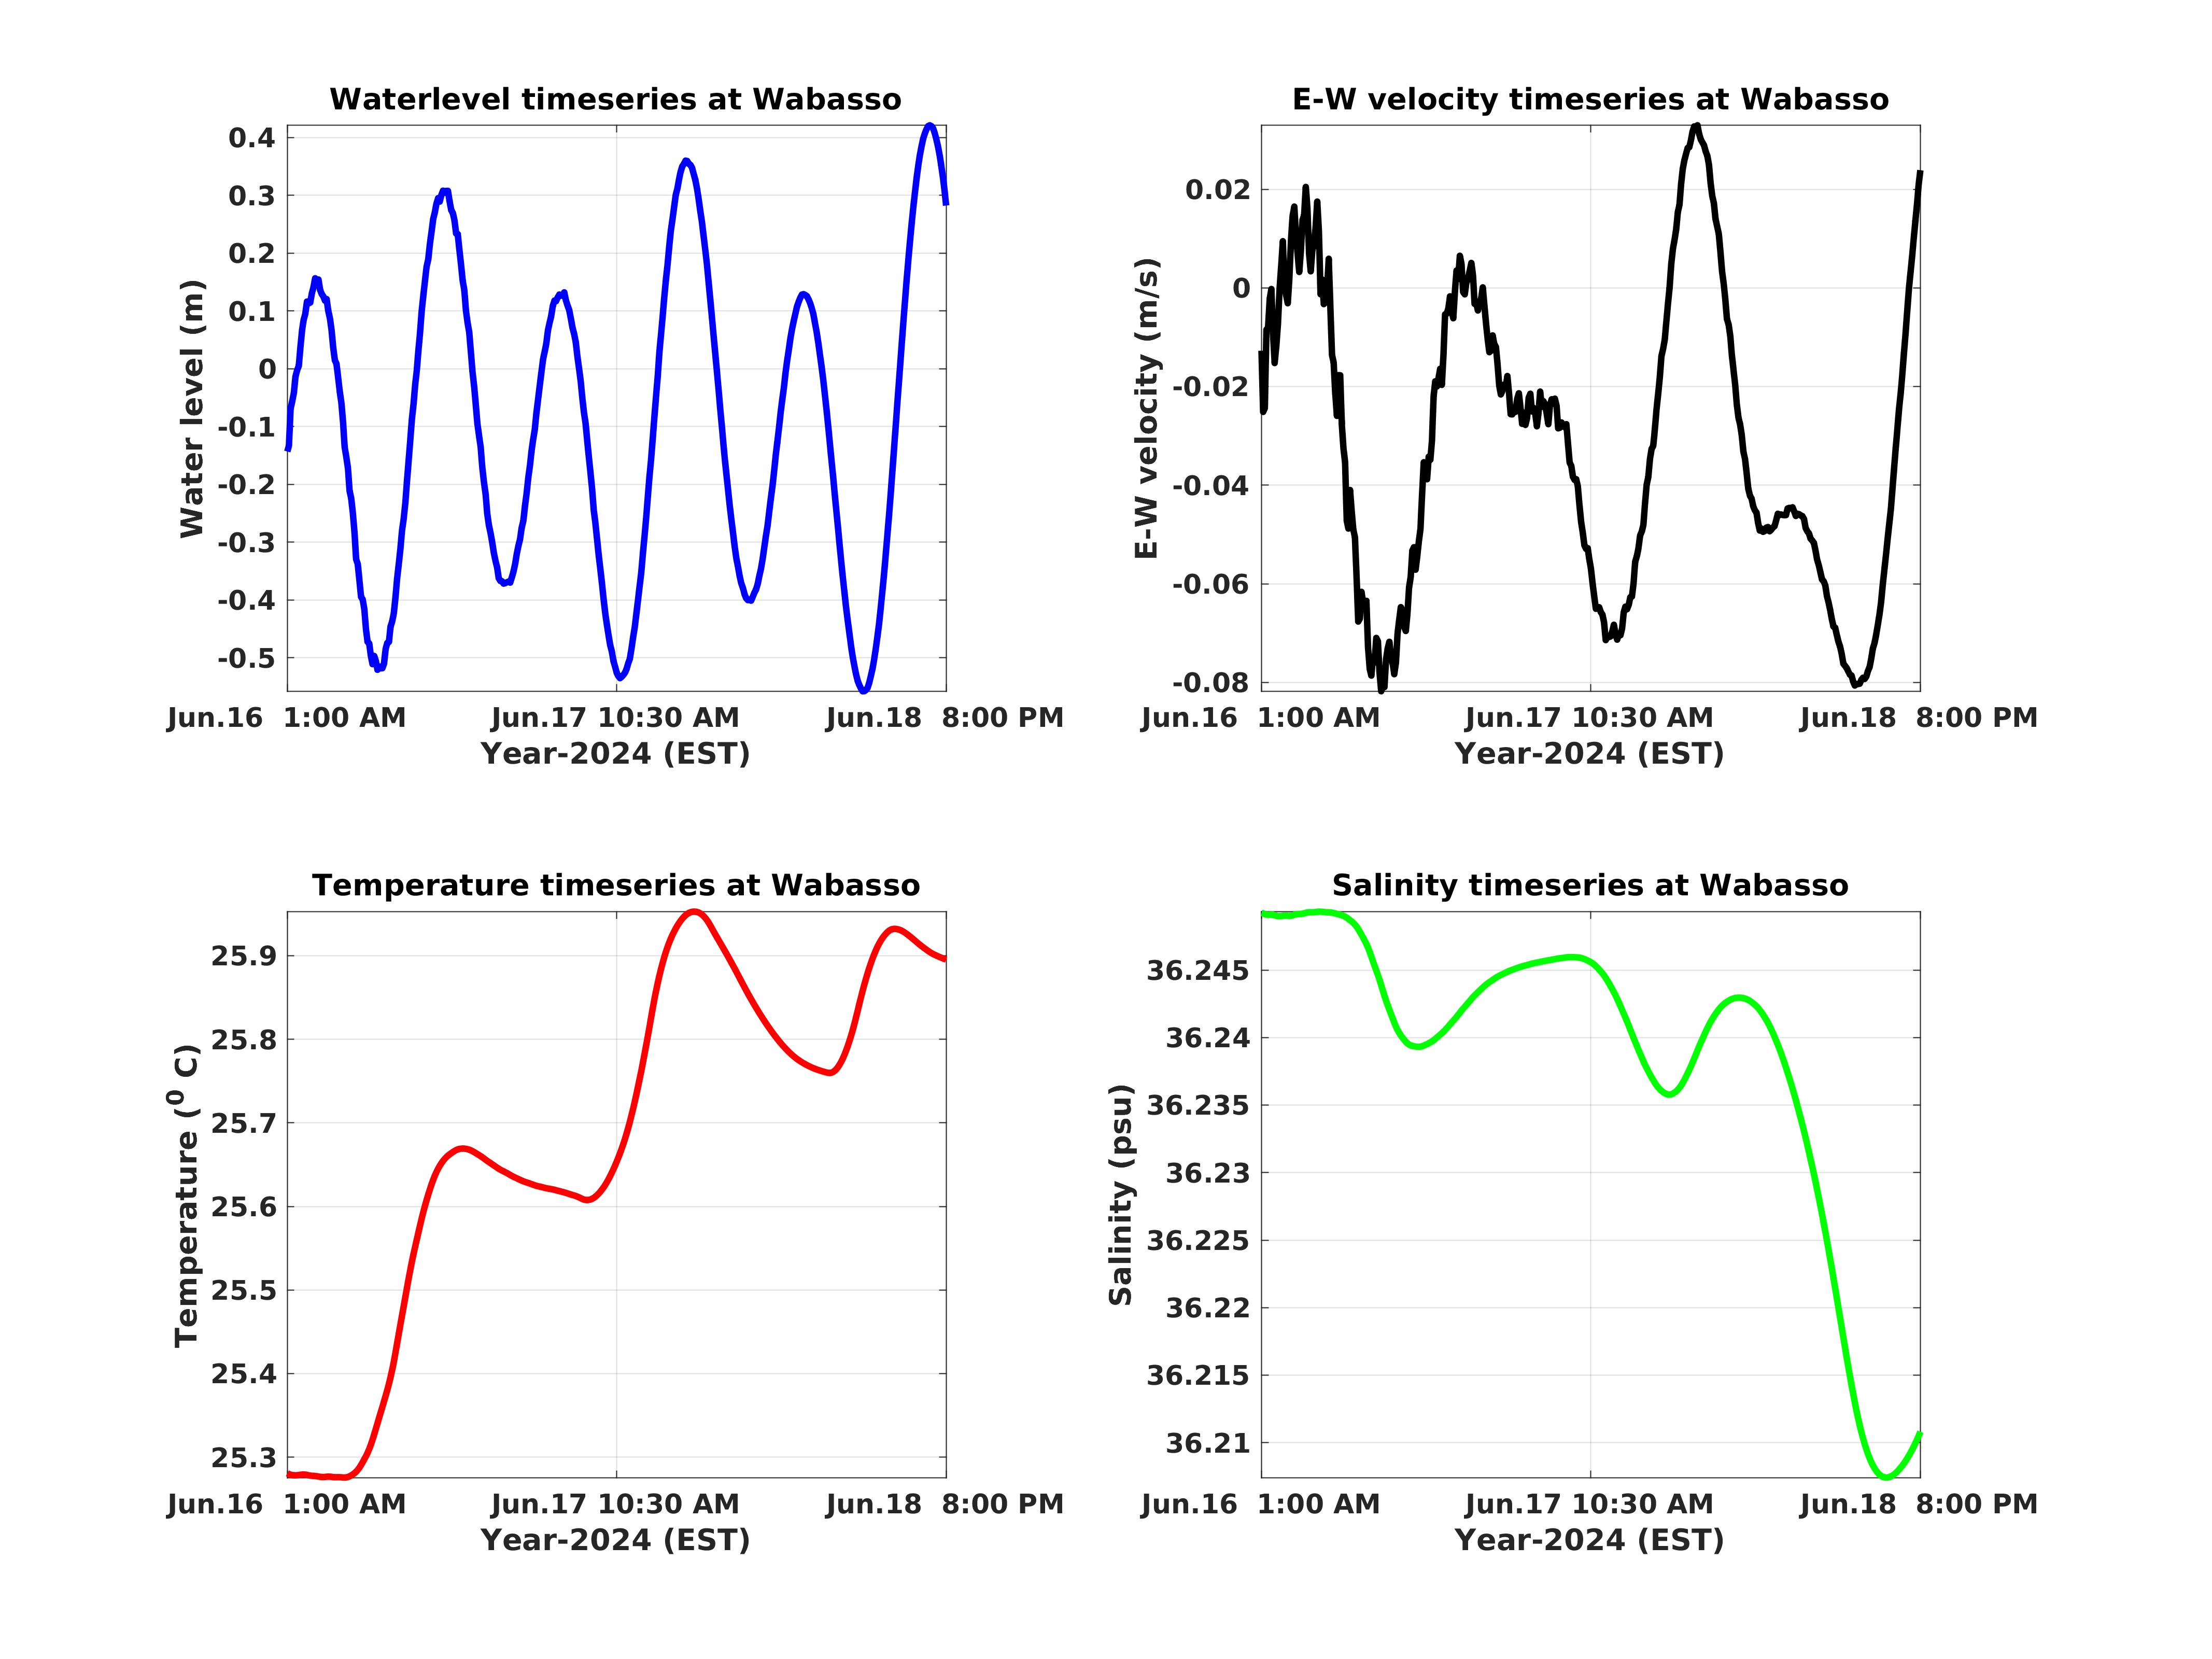 Waterlevel timeseries at Wabasso
0.4
0.3
0.2
0.1
0
-0.1
-0.2
-0.3
-0.4
-0.5
Water level (m)
Jun.16  1:00 AM
Jun.17 10:30 AM
Jun.18  8:00 PM
Year-2024 (EST)
E-W velocity timeseries at Wabasso
0.02
0
-0.02
-0.04
-0.06
-0.08
E-W velocity (m/s)
Jun.16  1:00 AM
Jun.17 10:30 AM
Jun.18  8:00 PM
Year-2024 (EST)
Temperature timeseries at Wabasso
25.9
25.8
25.7
25.6
25.5
25.4
25.3
Temperature (⁰ C)
Jun.16  1:00 AM
Jun.17 10:30 AM
Jun.18  8:00 PM
Year-2024 (EST)
Salinity timeseries at Wabasso
36.245
36.24
36.235
36.23
36.225
36.22
36.215
36.21
Salinity (psu)
Jun.16  1:00 AM
Jun.17 10:30 AM
Jun.18  8:00 PM
Year-2024 (EST)